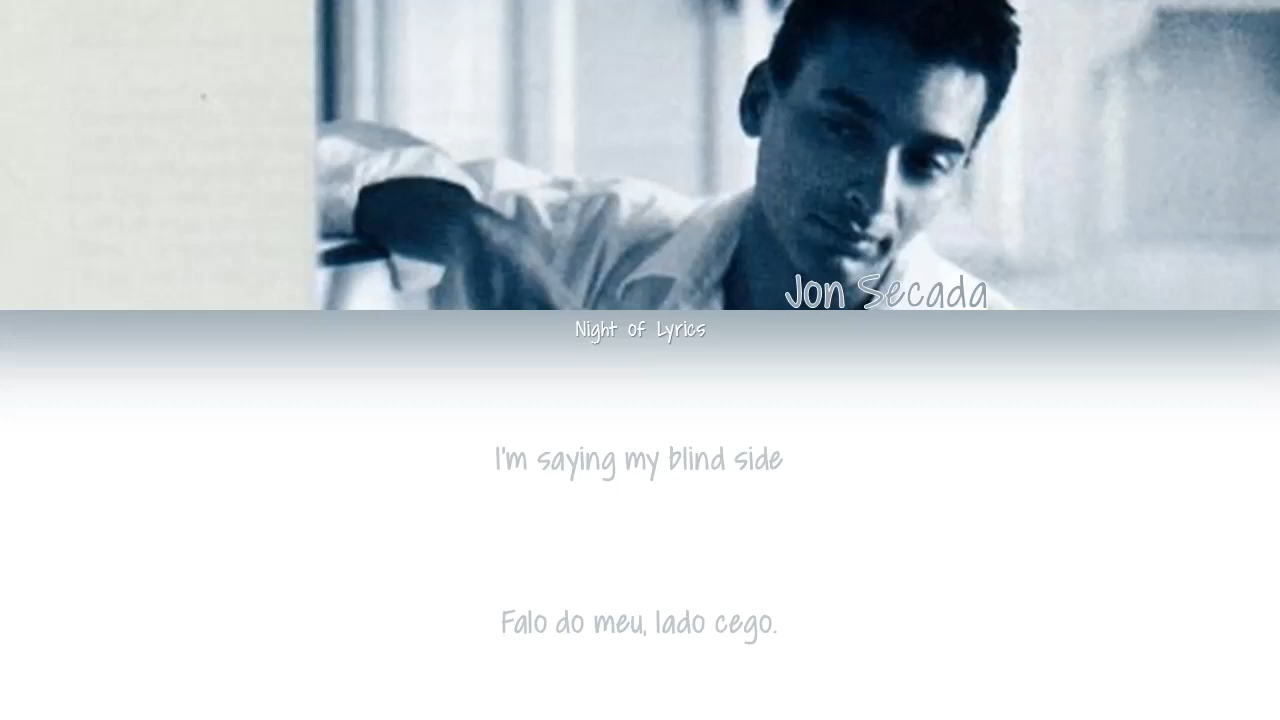 Jon Secada
Night of Lyrics
I'm saying my blind side
Falo do meu, lado cego.